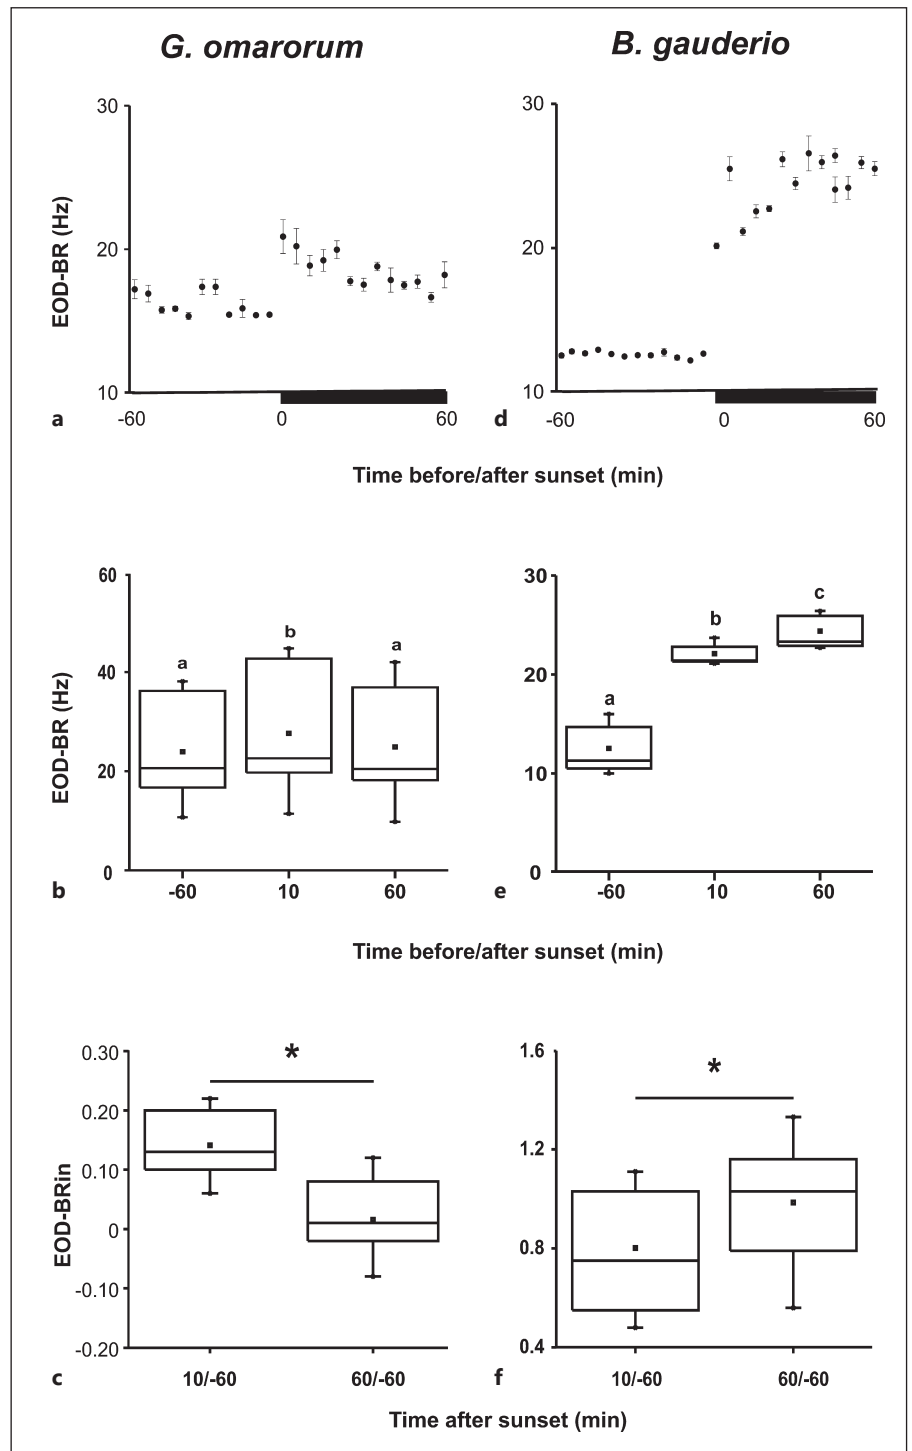 G. omarorum
B. gauderio
30
20
10
EOD-BR (Hz)
-60
0
60
a
30
20
10
-60
0
60
d
Time before/after sunset (min)
60
40
20
0
EOD-BR (Hz)
a
b
a
-60
10
60
b
30
20
10
0
a
b
c
-60
10
60
e
Time before/after sunset (min)
0.30
0.20
0.10
0
-0.10
-0.20
EOD-BRin
*
10/-60
60/-60
c
1.6
1.2
0.8
0.4
*
10/-60
60/-60
f
Time after sunset (min)